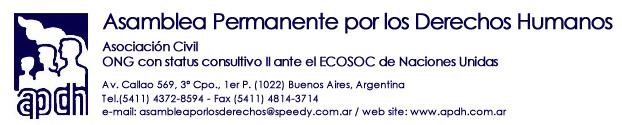 Asamblea Permanente por los Derechos Humanos
Asociación Civil
ONG con status consultivo II ante el ECOSOC de Naciones Unidas
Av. Callao 569, 3ª Cpo., 1er P. (1022) Buenos Aires, Argentina
Tel.(5411) 4372-8594 - Fax (5411) 4814-3714
e-mail: asambleaporlosderechos@speedy.com.ar / web site: www.apdh.com.ar
apdh